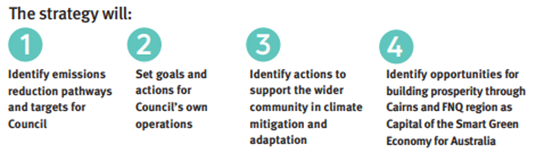 The strategy will:
1
Identify emissions
reduction pathways
and targets for
Council
2
Set goals and
actions for
Council's own
operations
3
Identify actions to
support the wider
community in climate
mitigation and
adaptation
4
Identify opportunities for
building prosperity through
Cairns and FNQ region as
Capital of the Smart Green
Economy for Australia